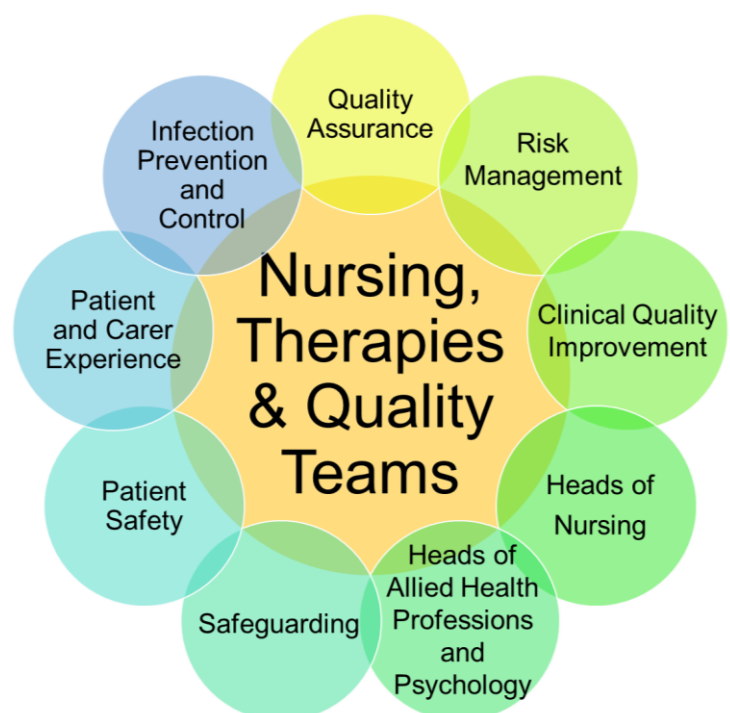 Quality
Assurance
Risk
Management
Clinical Quality
Improvement
Heads of
Nursing
Heads of
Allied Health
Professions
and
Psychology
Safeguarding
Patient
Safety
Patient
and Carer
Experience
Infection
Prevention
and
Control
Nursing,
Therapies
& Quality
Teams